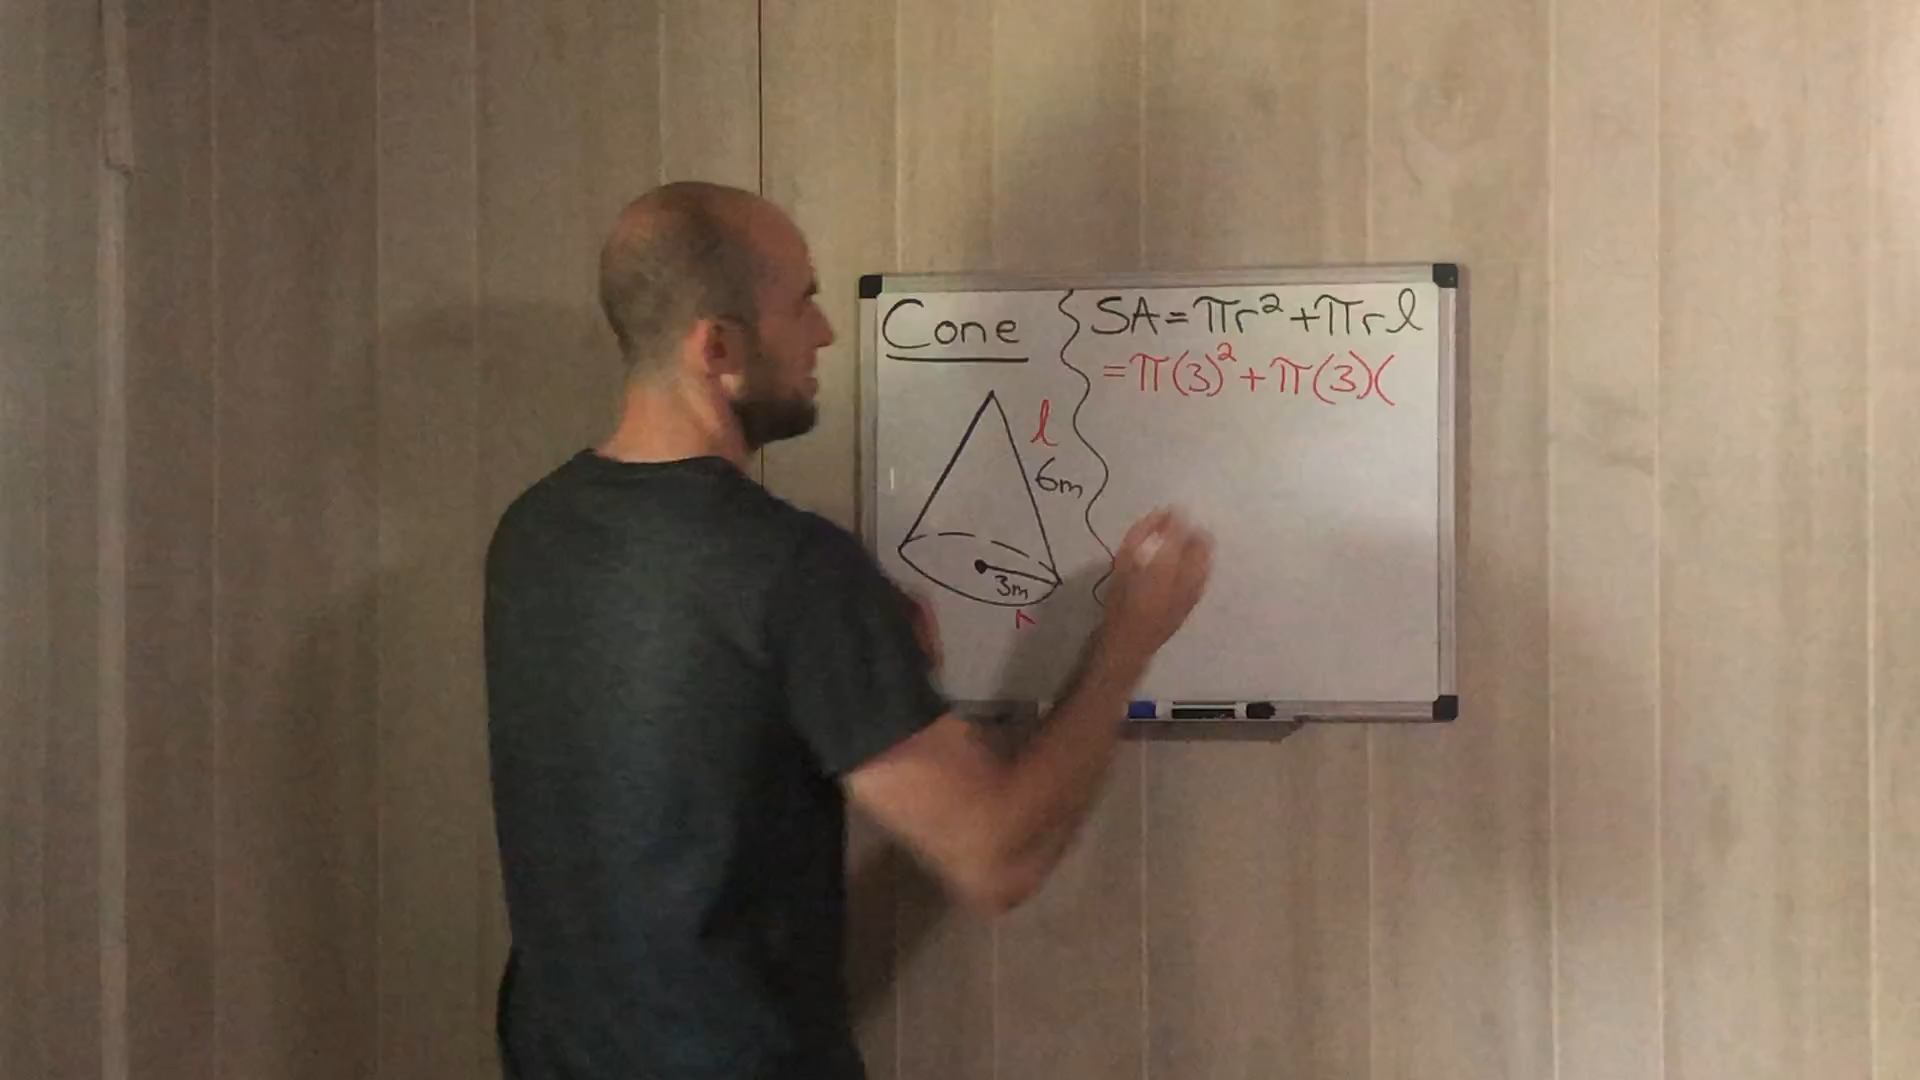 Cone
SA = πr² + πrl
= π(3)² + π(3)(
l
6m
3m
r